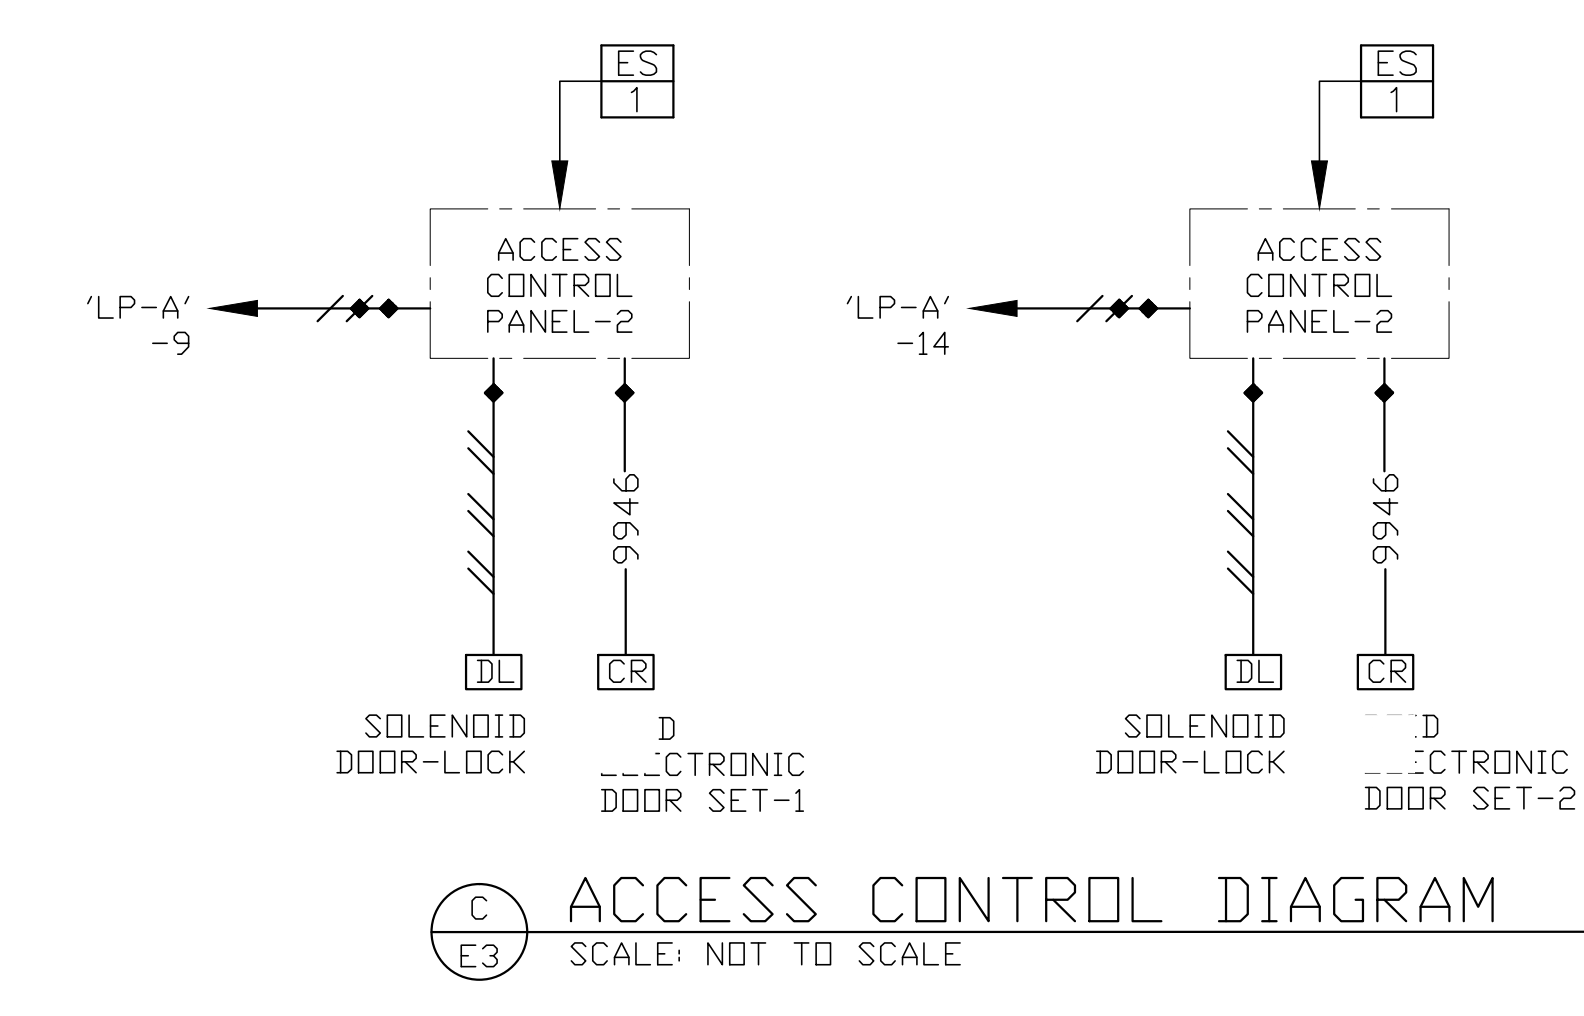 ES
1
ACCESS
CONTROL
PANEL-2
'LP-A'
-9
9946
DL
CR
SOLENOID
DOOR-LOCK
D
CTRONIC
DOOR SET-1
ES
1
ACCESS
CONTROL
PANEL-2
'LP-A'
-14
9946
DL
CR
SOLENOID
DOOR-LOCK
D
CTRONIC
DOOR SET-2
C
E3
ACCESS CONTROL DIAGRAM
SCALE: NOT TO SCALE